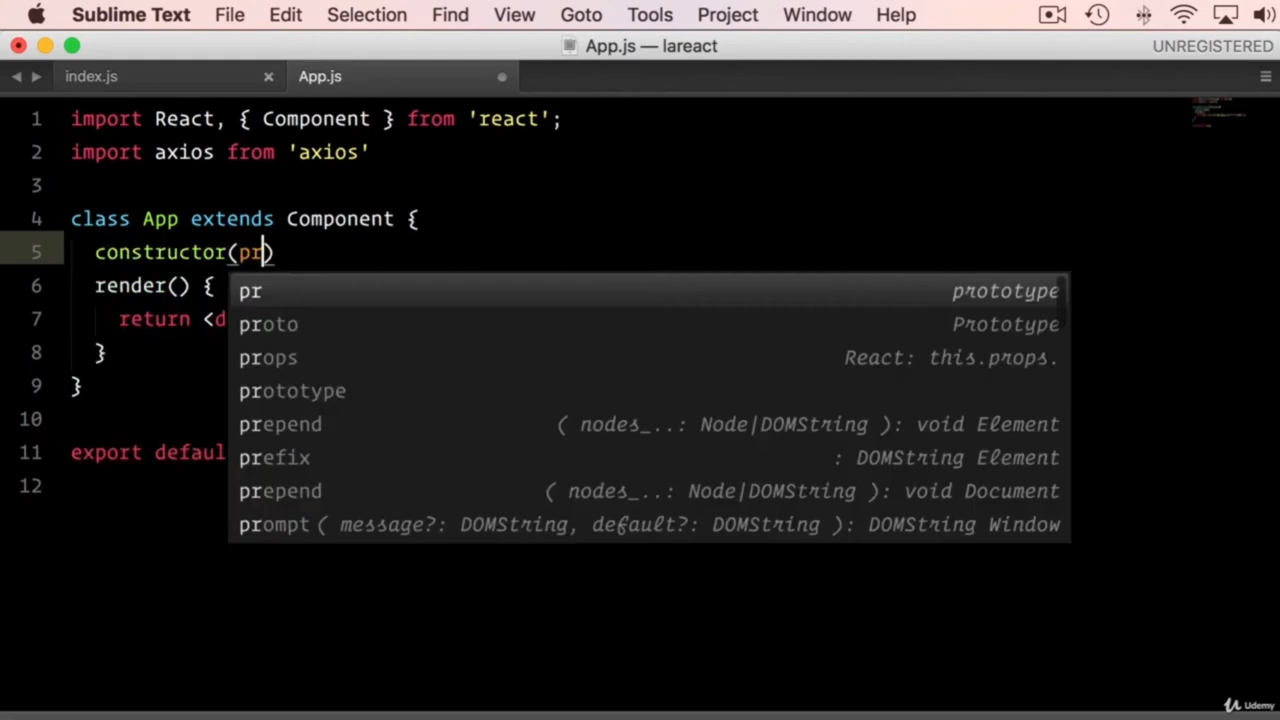 Sublime Text File Edit Selection Find View Goto Tools Project Window Help
App.js — lareact UNREGISTERED
index.js × App.js
1 import React, { Component } from 'react';
2 import axios from 'axios'
3
4 class App extends Component {
5 constructor(pr)
6 render() {
7 return <d
8 }
9 }
10
11 export defaul
12
pr prototype
proto Prototype
props React: this.props.
prototype
prepend ( nodes_..: Node|DOMString ): void Element
prefix : DOMString Element
prepend ( nodes_..: Node|DOMString ): void Document
prompt ( message?: DOMString, default?: DOMString ): DOMString Window
Udemy